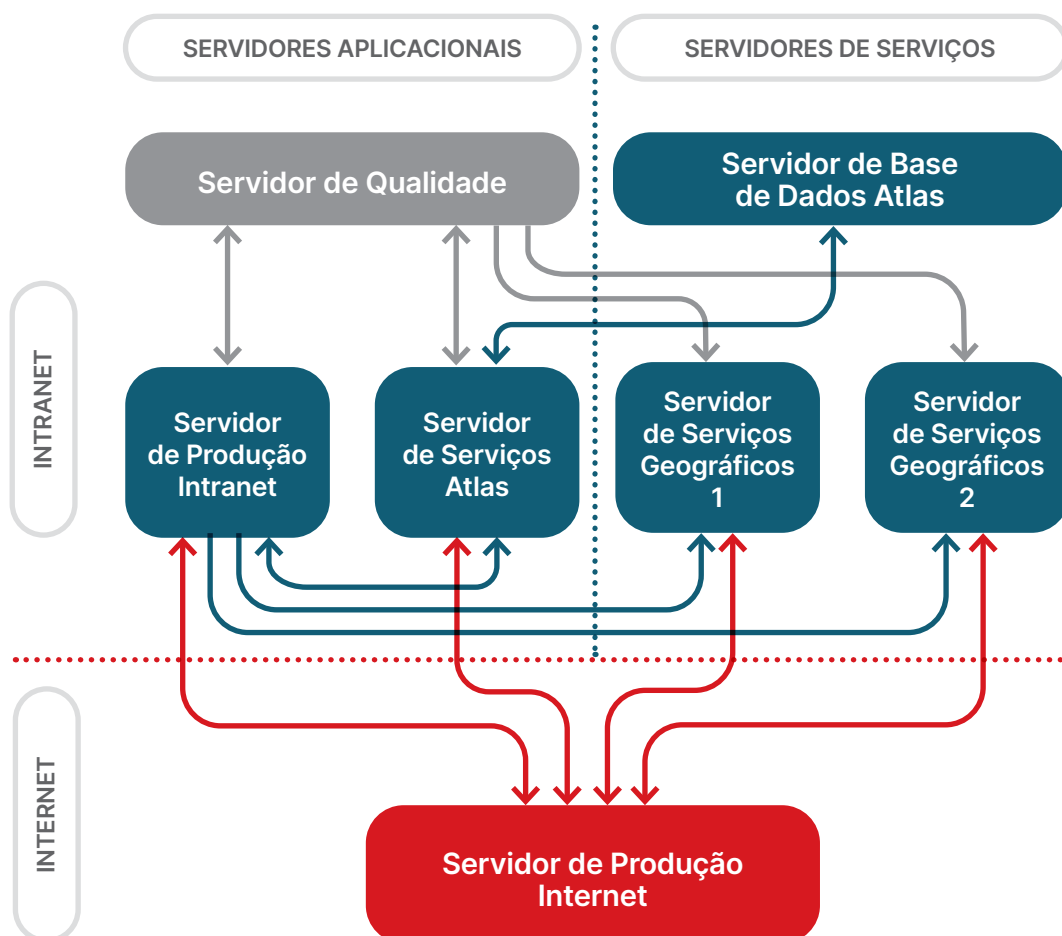 SERVIDORES APLICACIONAIS
SERVIDORES DE SERVIÇOS
Servidor de Qualidade
Servidor de Base
de Dados Atlas
INTRANET
Servidor
de Produção
Intranet
Servidor
de Serviços
Atlas
Servidor
de Serviços
Geográficos
1
Servidor
de Serviços
Geográficos
2
INTERNET
Servidor de Produção
Internet